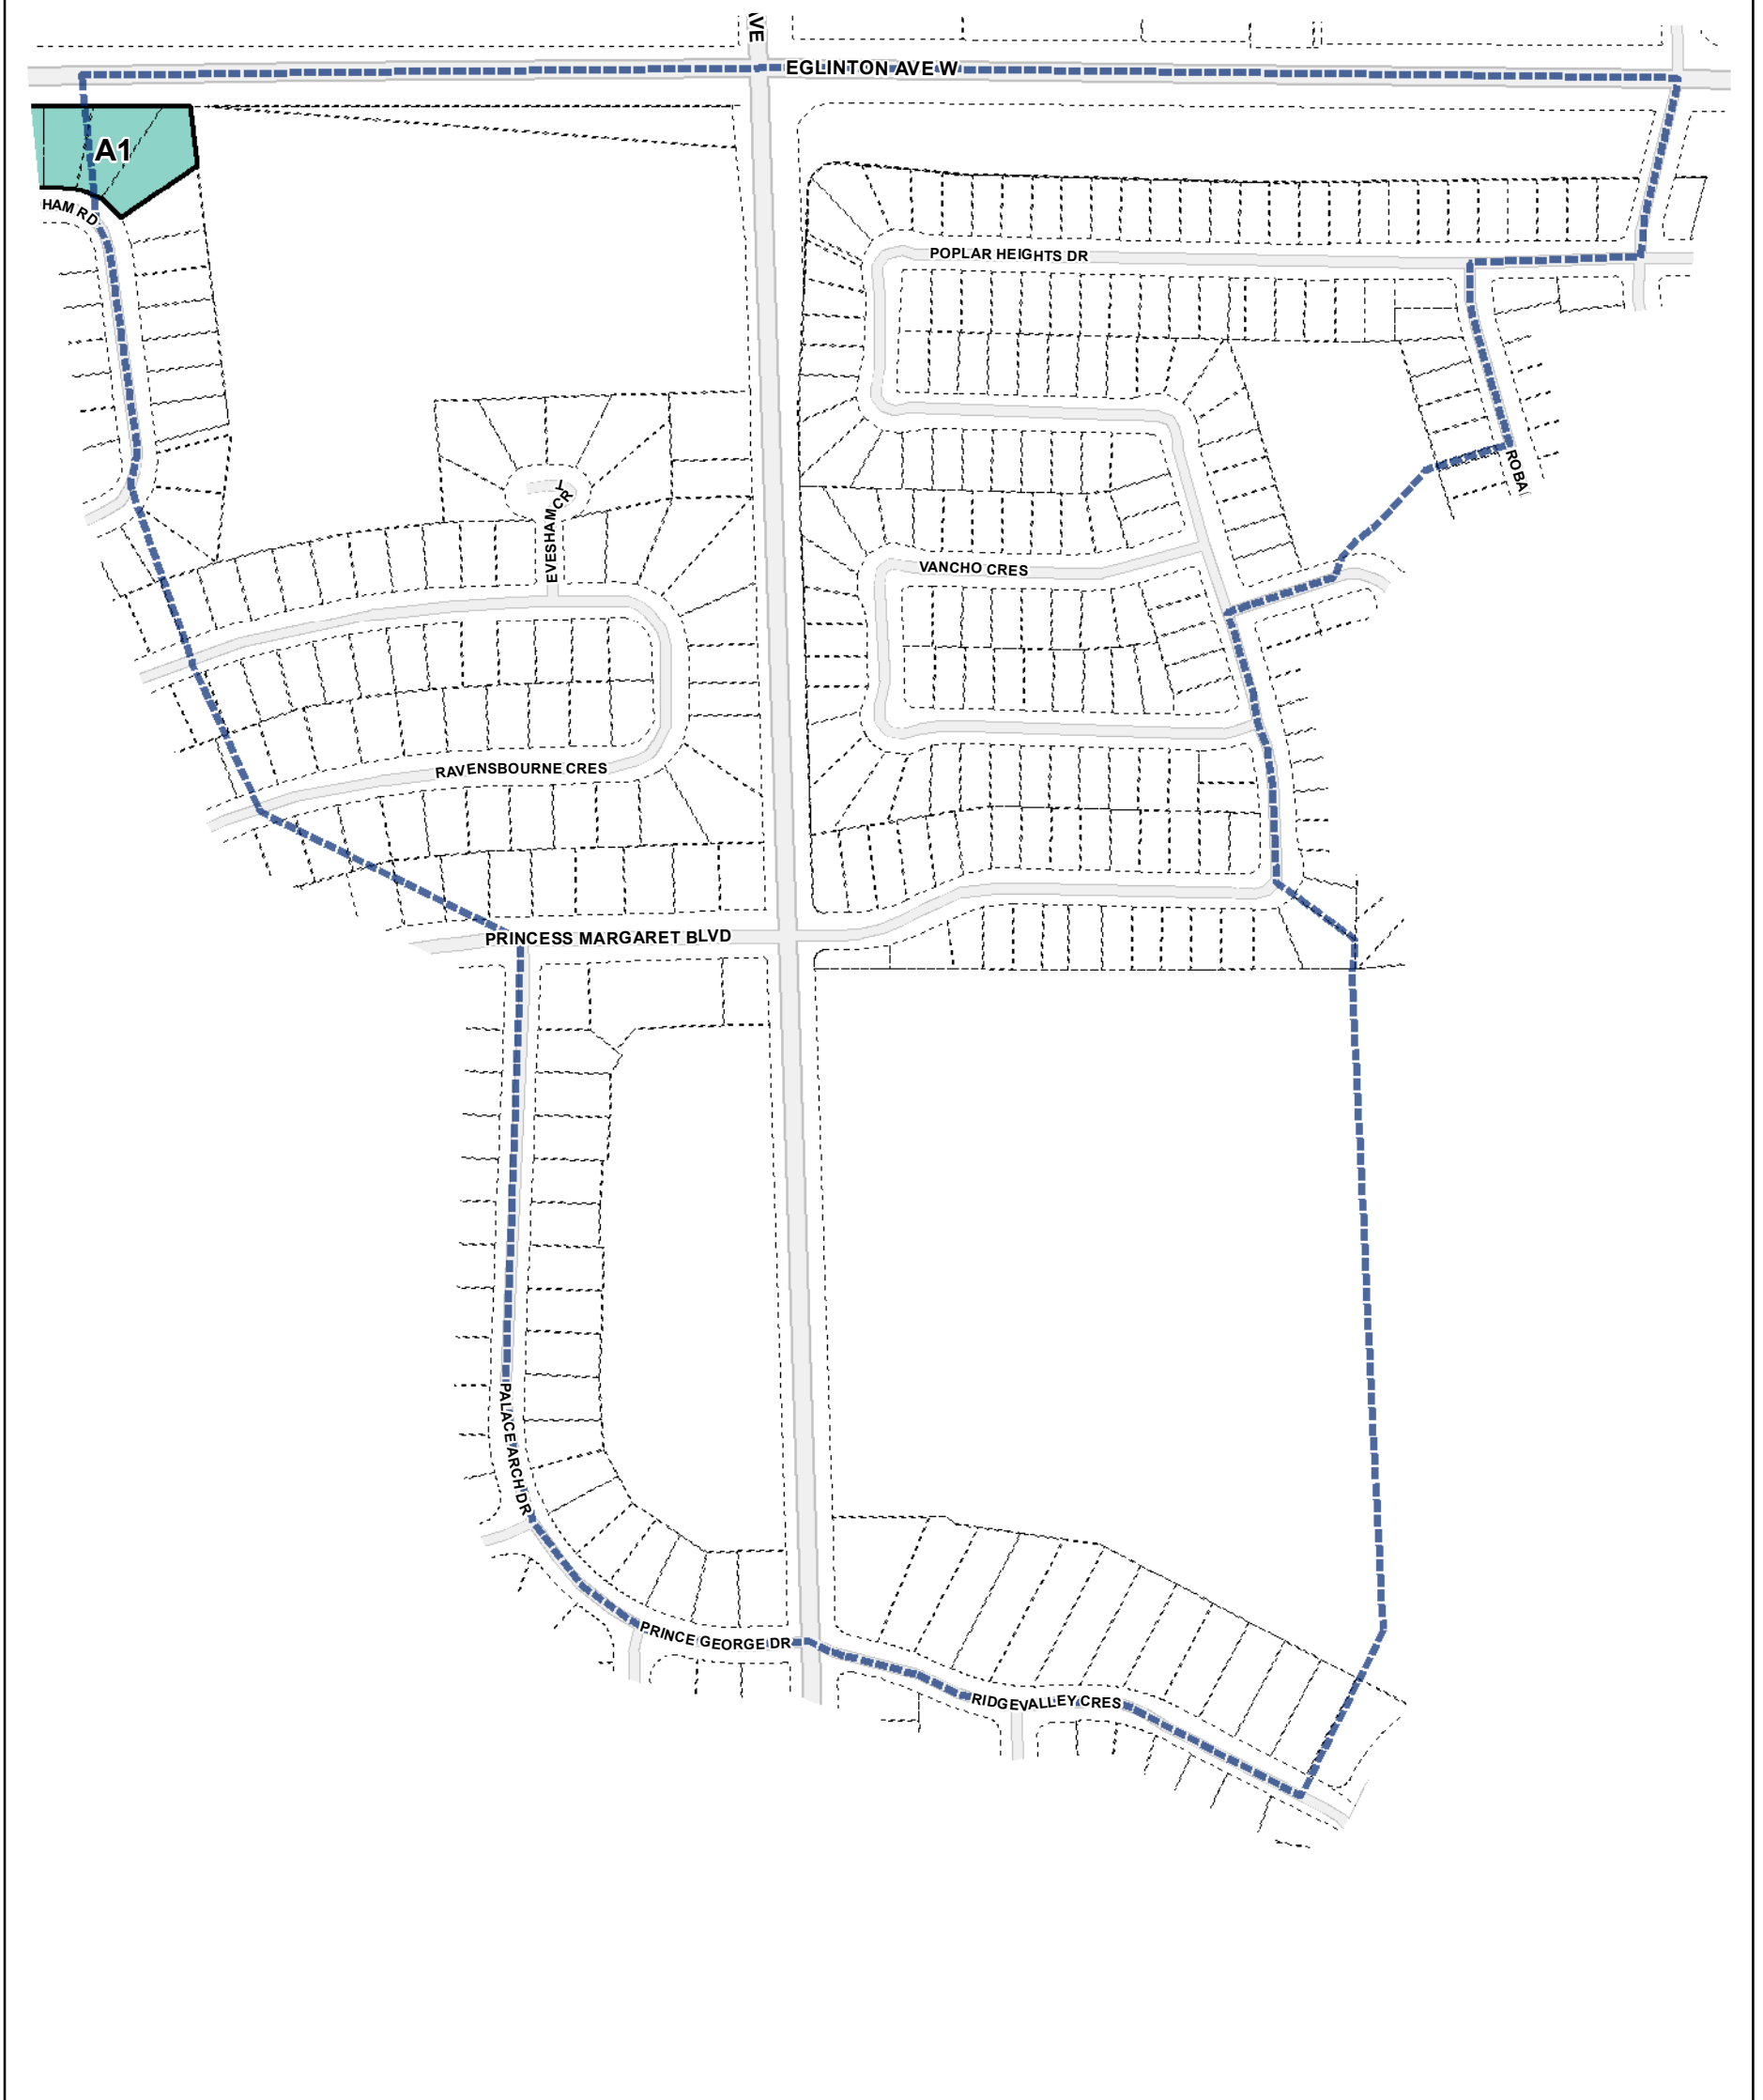 VE
EGLINTON AVE W
A1
HAM RD
POPLAR HEIGHTS DR
ROBA
EVESHAM CRT
VANCHO CRES
RAVENSBOURNE CRES
PRINCESS MARGARET BLVD
PALACE ARCH DR
PRINCE GEORGE DR
RIDGEVALLEY CRES